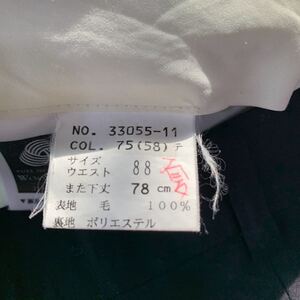 NO. 33055-11
COL. 75(58)チ
サイズ
ウエスト 88
また下丈 78 cm
表地 毛 100%
裏地 ポリエステル